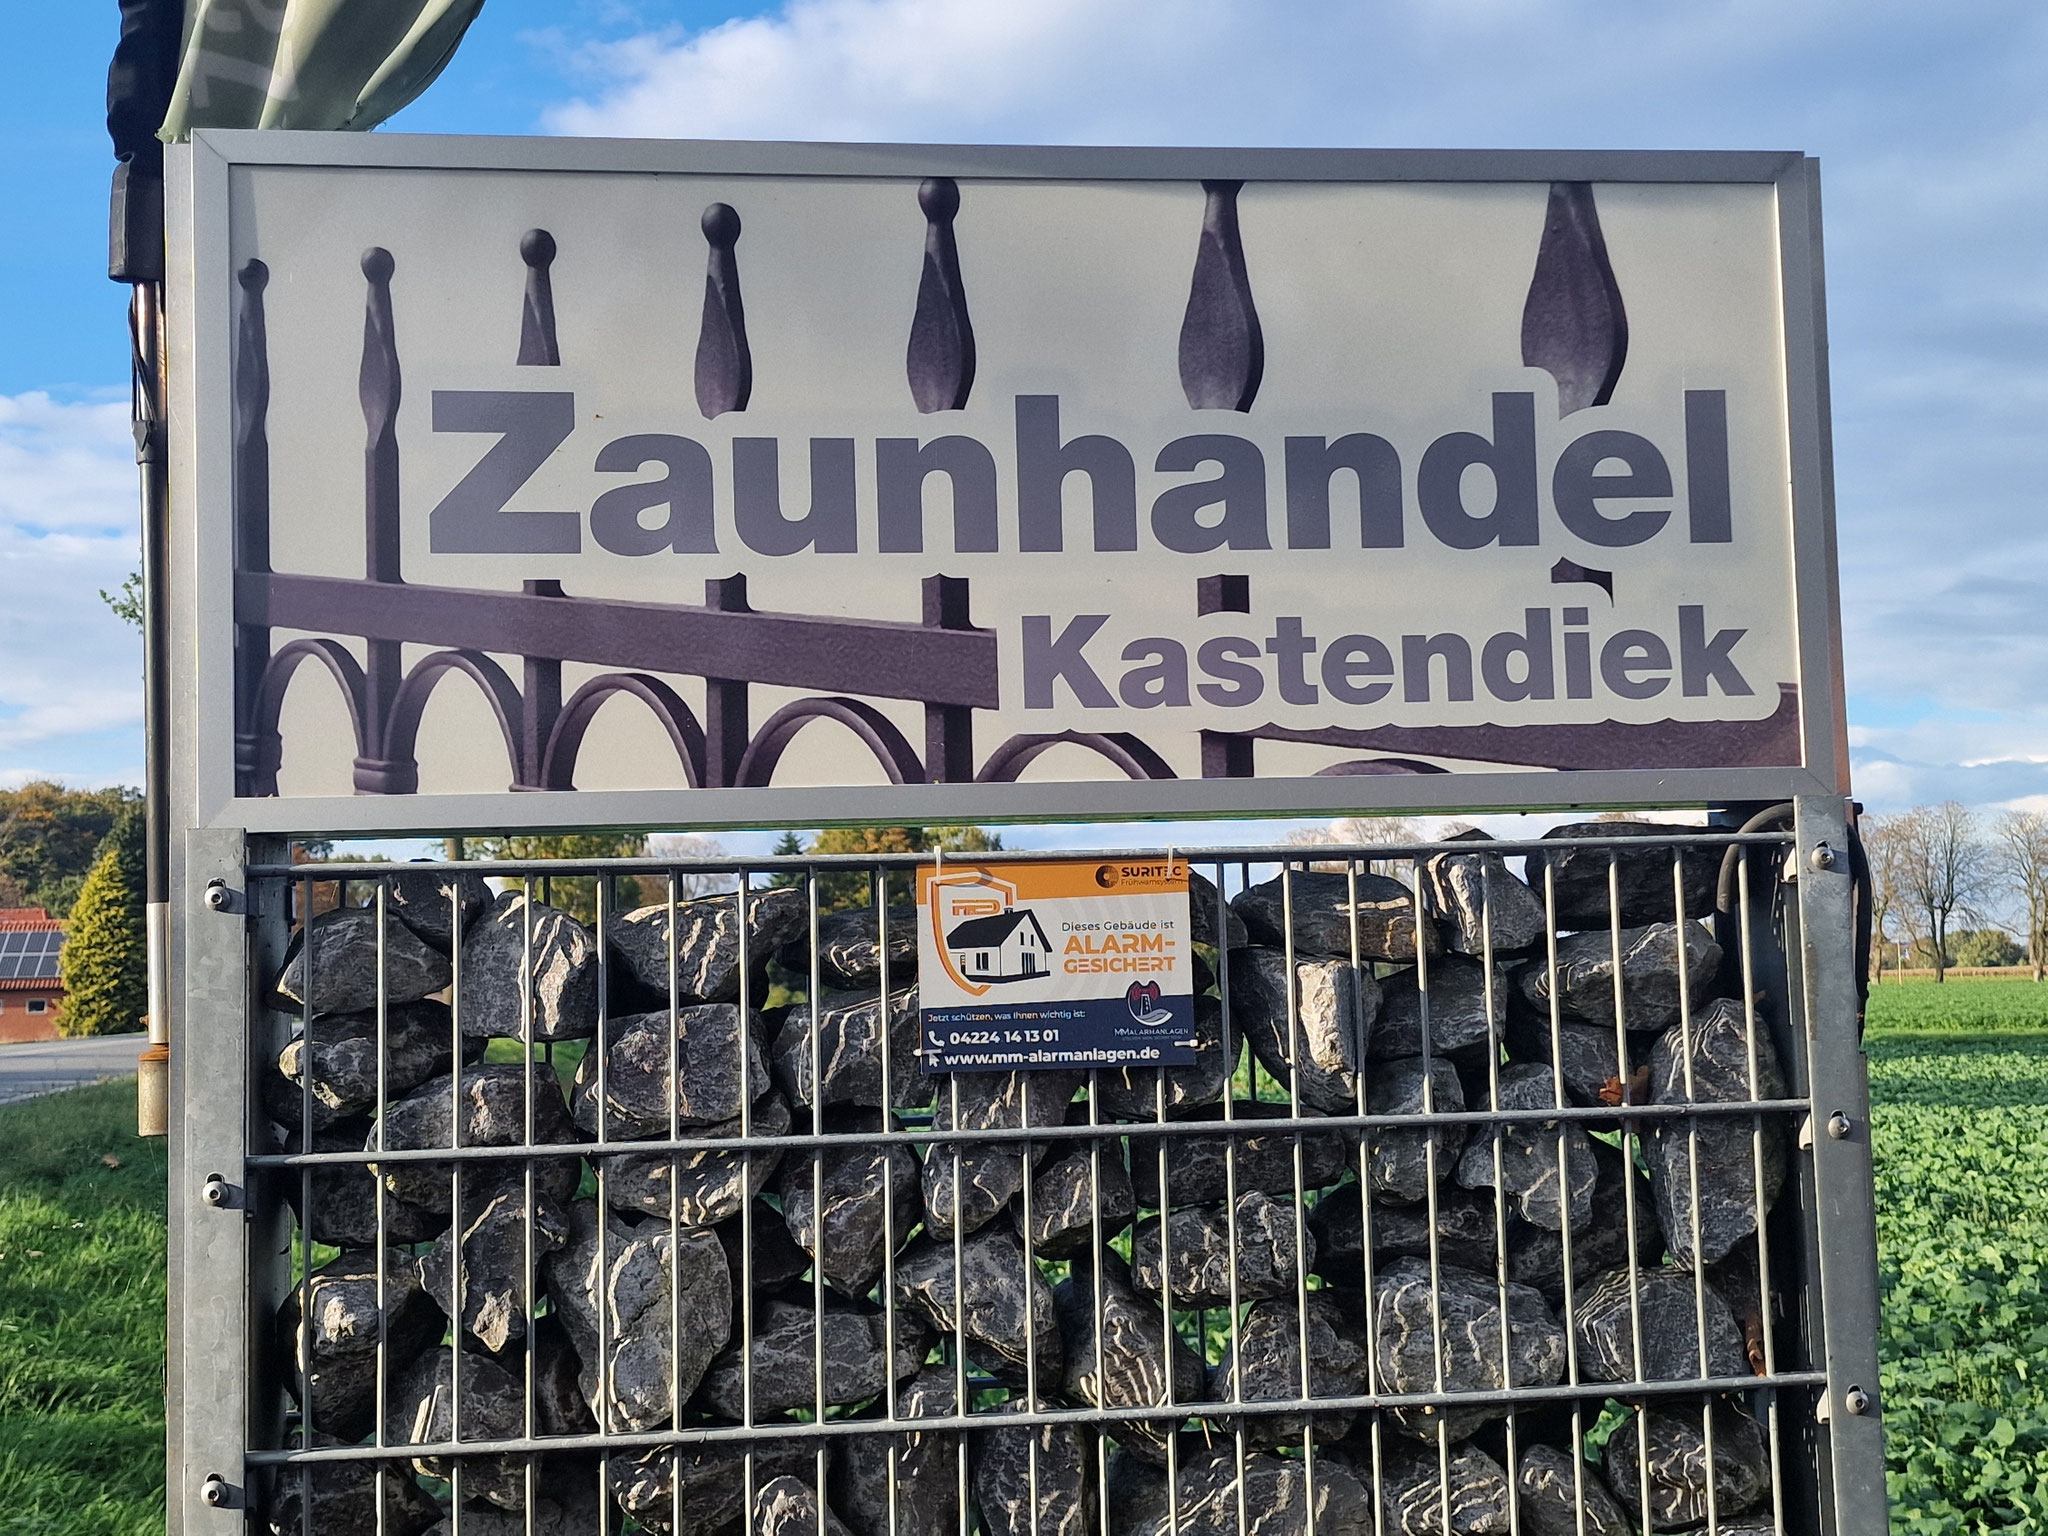 Zaunhandel
Kastendiek
SURITEC
Frühwarnsystem
Dieses Gebäude ist
ALARM-
GESICHERT
Jetzt schützen, was Ihnen wichtig ist:
04224 14 13 01
www.mm-alarmanlagen.de
MMALARMANLAGEN